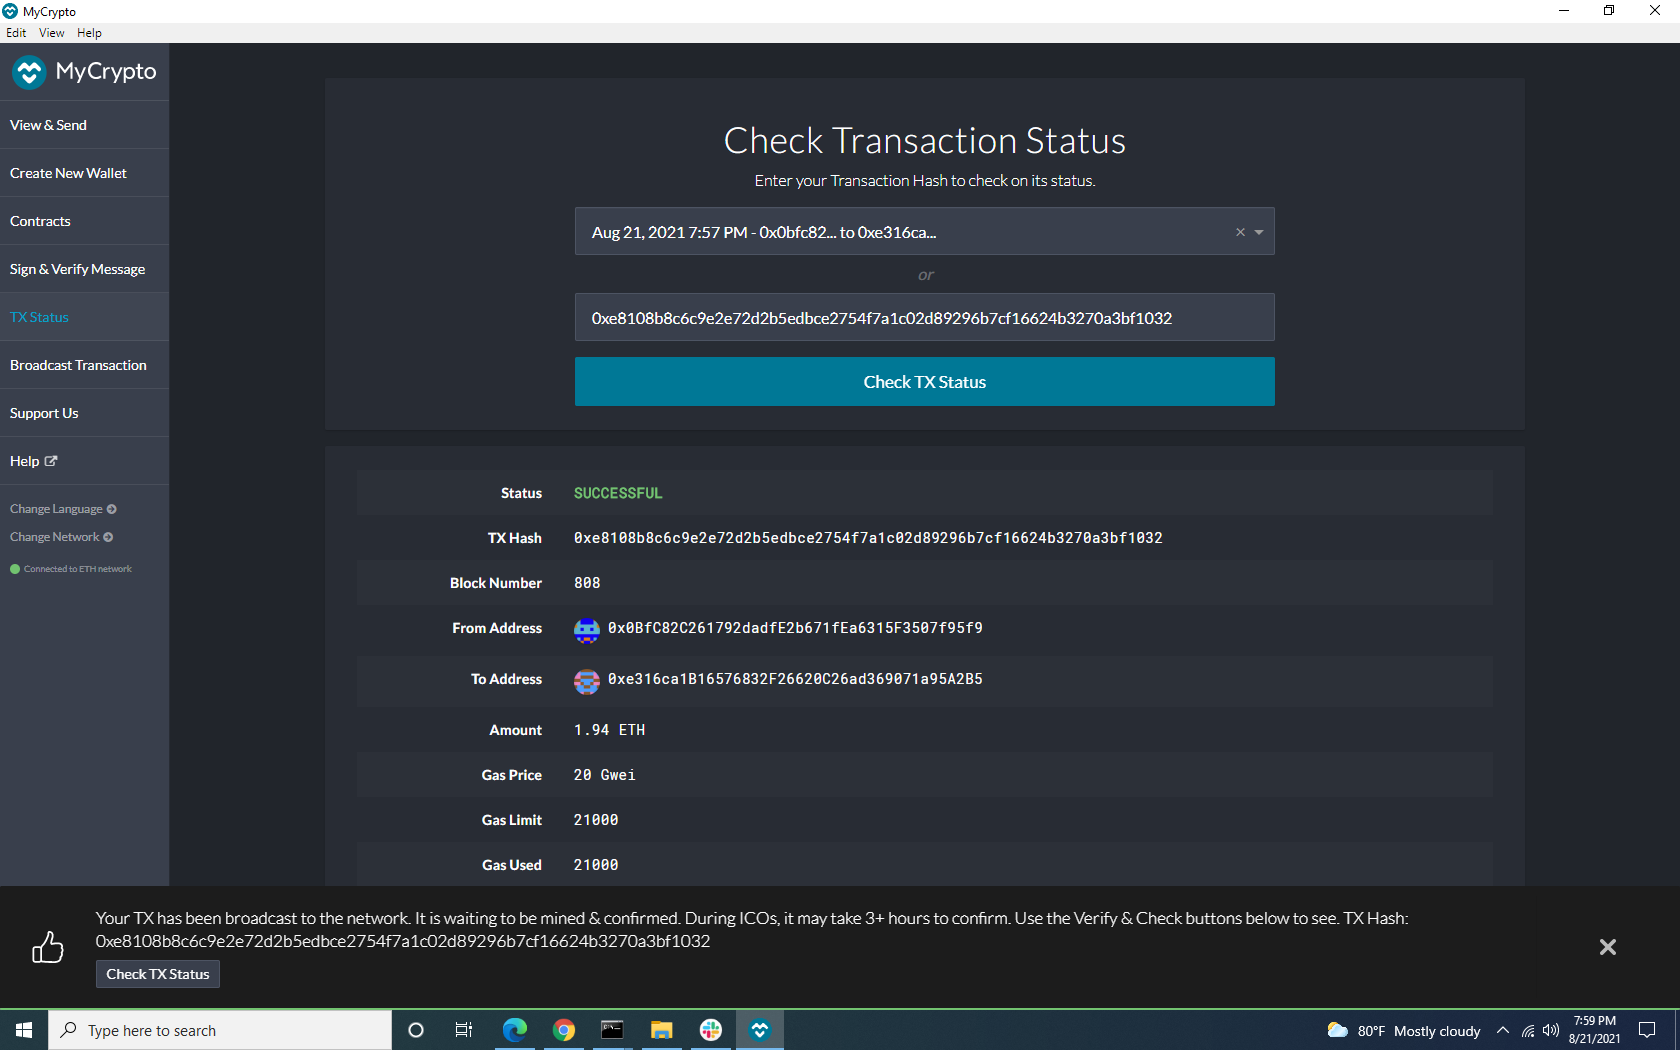 MyCrypto
Edit View Help
MyCrypto
View & Send
Create New Wallet
Contracts
Sign & Verify Message
TX Status
Broadcast Transaction
Support Us
Help
Change Language
Change Network
Connected to ETH network
Check Transaction Status
Enter your Transaction Hash to check on its status.
Aug 21, 2021 7:57 PM - 0x0bfc82... to 0xe316ca...
or
0xe8108b8c6c9e2e72d2b5edbce2754f7a1c02d89296b7cf16624b3270a3bf1032
Check TX Status
Status SUCCESSFUL
TX Hash 0xe8108b8c6c9e2e72d2b5edbce2754f7a1c02d89296b7cf16624b3270a3bf1032
Block Number 808
From Address 0x0BfC82C261792dadfE2b671fEa6315F3507f95f9
To Address 0xe316ca1B16576832F26620C26ad369071a95A2B5
Amount 1.94 ETH
Gas Price 20 Gwei
Gas Limit 21000
Gas Used 21000
Your TX has been broadcast to the network. It is waiting to be mined & confirmed. During ICOs, it may take 3+ hours to confirm. Use the Verify & Check buttons below to see. TX Hash:
0xe8108b8c6c9e2e72d2b5edbce2754f7a1c02d89296b7cf16624b3270a3bf1032
Check TX Status
Type here to search
80°F Mostly cloudy
7:59 PM
8/21/2021